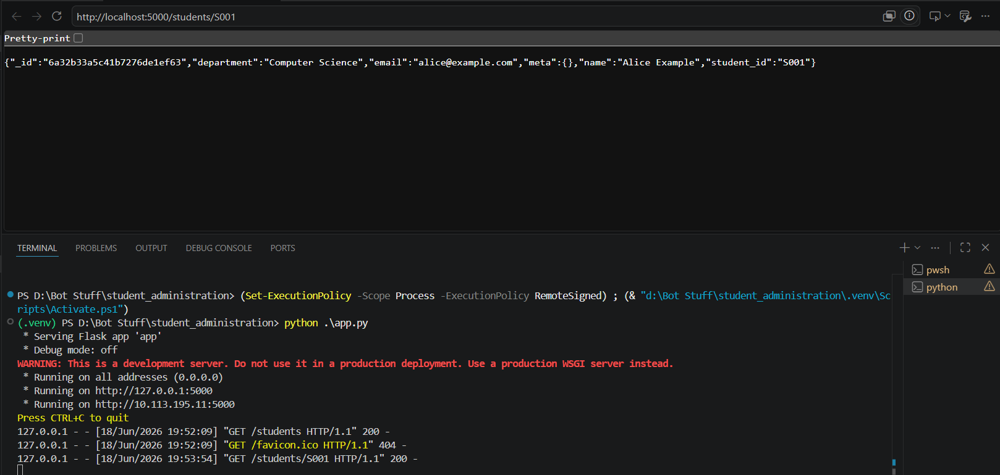 http://localhost:5000/students/S001
Pretty-print
{"_id":"6a32b33a5c41b7276de1ef63","department":"Computer Science","email":"alice@example.com","meta":{},"name":"Alice Example","student_id":"S001"}
TERMINAL PROBLEMS OUTPUT DEBUG CONSOLE PORTS
pwsh
python
PS D:\Bot Stuff\student_administration> (Set-ExecutionPolicy -Scope Process -ExecutionPolicy RemoteSigned) ; (& "d:\Bot Stuff\student_administration\.venv\Sc
ripts\Activate.ps1")
(.venv) PS D:\Bot Stuff\student_administration> python .\app.py
 * Serving Flask app 'app'
 * Debug mode: off
WARNING: This is a development server. Do not use it in a production deployment. Use a production WSGI server instead.
 * Running on all addresses (0.0.0.0)
 * Running on http://127.0.0.1:5000
 * Running on http://10.113.195.11:5000
Press CTRL+C to quit
127.0.0.1 - - [18/Jun/2026 19:52:09] "GET /students HTTP/1.1" 200 -
127.0.0.1 - - [18/Jun/2026 19:52:09] "GET /favicon.ico HTTP/1.1" 404 -
127.0.0.1 - - [18/Jun/2026 19:53:54] "GET /students/S001 HTTP/1.1" 200 -